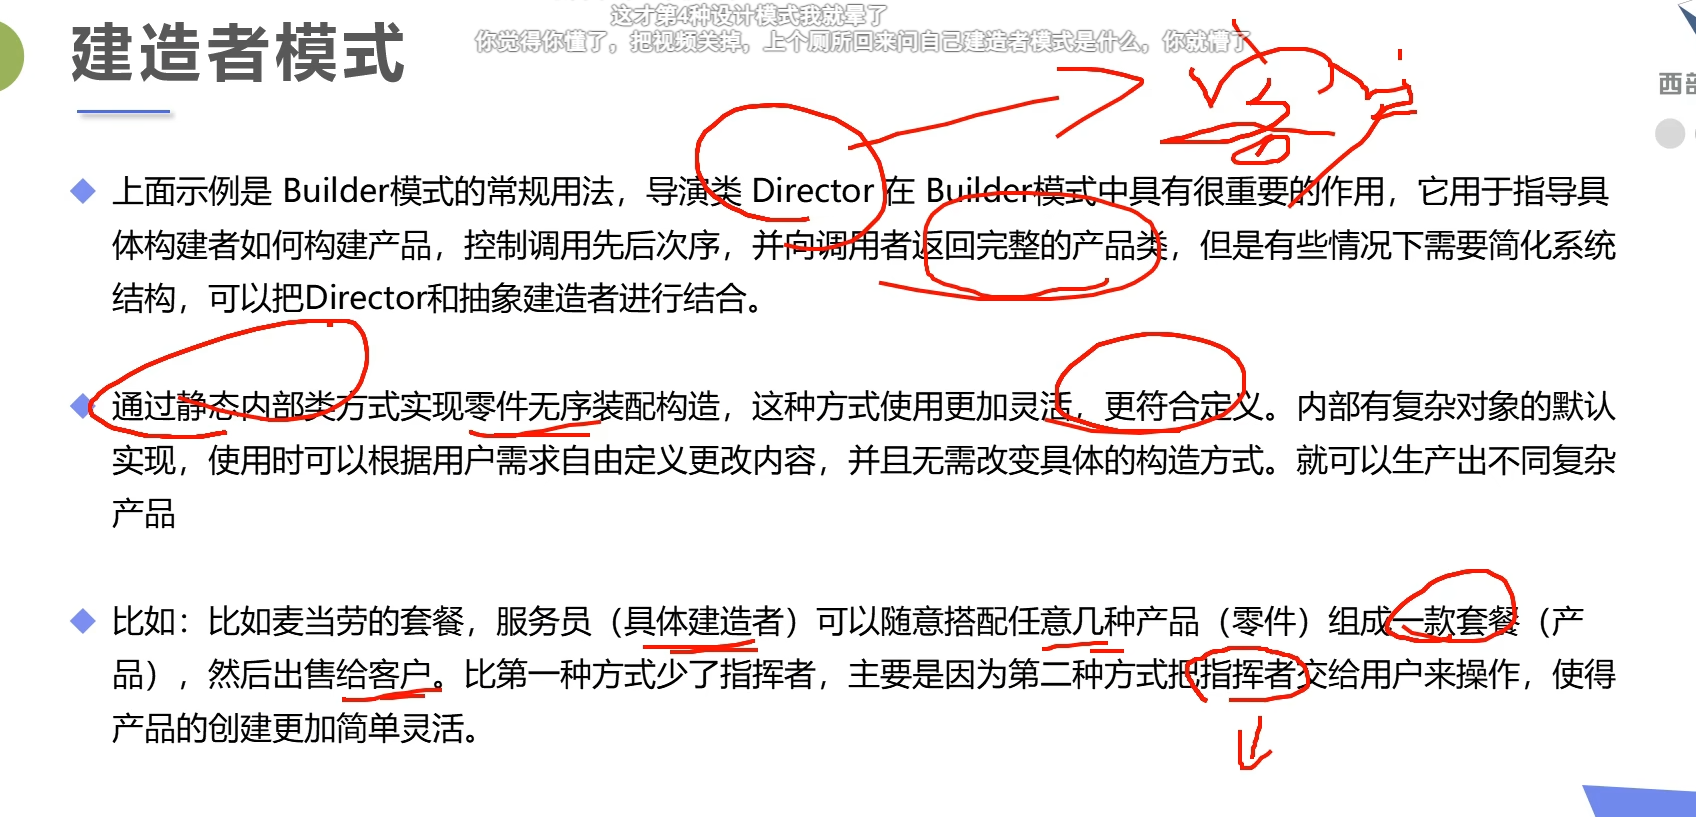 这才第4种设计模式我就晕了
你觉得你懂了，把视频关掉，上个厕所回来问自己建造者模式是什么，你就懵了
建造者模式
西部
上面示例是 Builder模式的常规用法，导演类 Director 在 Builder模式中具有很重要的作用，它用于指导具
体构建者如何构建产品，控制调用先后次序，并向调用者返回完整的产品类，但是有些情况下需要简化系统
结构，可以把Director和抽象建造者进行结合。
通过静态内部类方式实现零件无序装配构造，这种方式使用更加灵活，更符合定义。内部有复杂对象的默认
实现，使用时可以根据用户需求自由定义更改内容，并且无需改变具体的构造方式。就可以生产出不同复杂
产品
比如：比如麦当劳的套餐，服务员（具体建造者）可以随意搭配任意几种产品（零件）组成一款套餐（产
品），然后出售给客户。比第一种方式少了指挥者，主要是因为第二种方式把指挥者交给用户来操作，使得
产品的创建更加简单灵活。